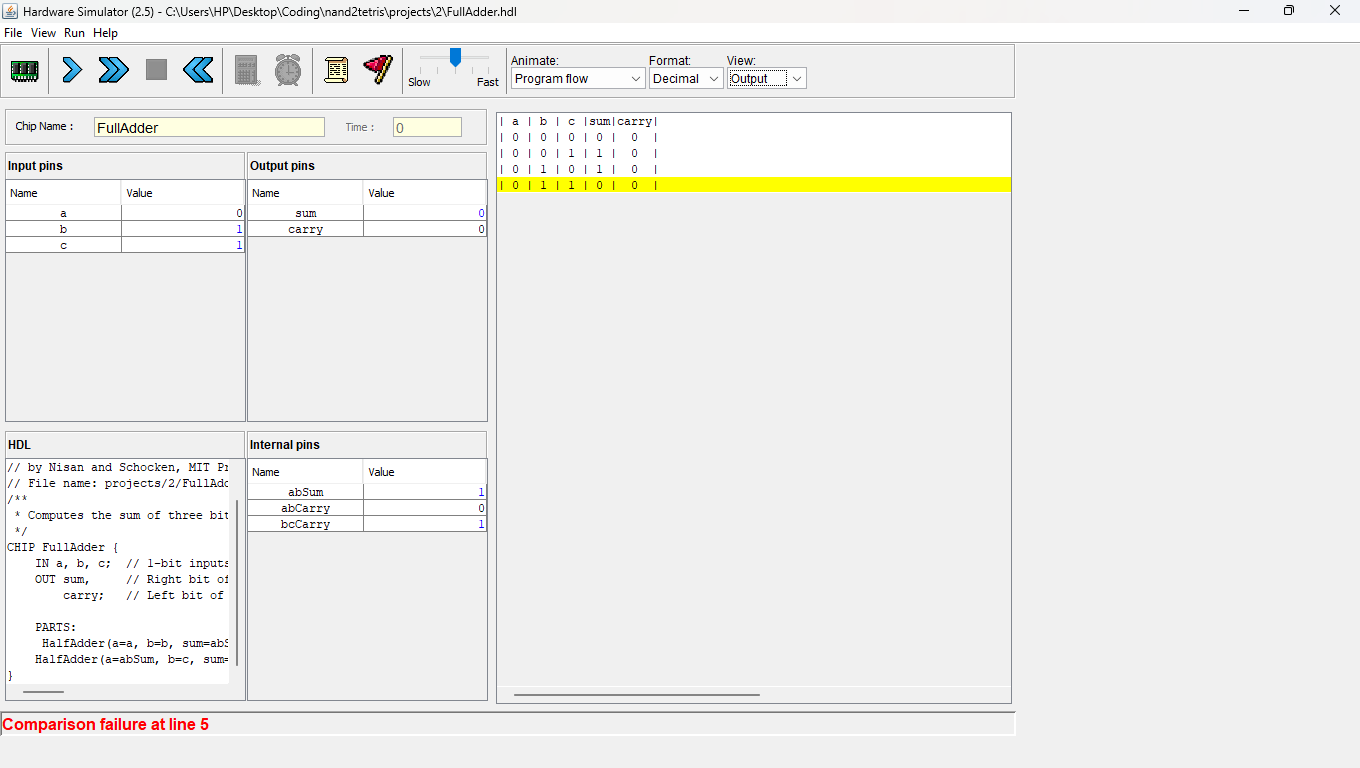 Hardware Simulator (2.5) - C:\Users\HP\Desktop\Coding\nand2tetris\projects\2\FullAdder.hdl
File View Run Help
Slow Fast
Animate: Format: View:
Program flow Decimal Output
Chip Name : FullAdder Time : 0
Input pins
Name Value
a 0
b 1
c 1
Output pins
Name Value
sum 0
carry 0
HDL
// by Nisan and Schocken, MIT
// File name: projects/2/FullAdd
/**
* Computes the sum of three bit
*/
CHIP FullAdder {
IN a, b, c; // 1-bit inputs
OUT sum, // Right bit of
carry; // Left bit of
PARTS:
HalfAdder(a=a, b=b, sum=abS
HalfAdder(a=abSum, b=c, sum=
}
Internal pins
Name Value
abSum 1
abCarry 0
bcCarry 1
| a | b | c |sum|carry|
| 0 | 0 | 0 | 0 | 0 |
| 0 | 0 | 1 | 1 | 0 |
| 0 | 1 | 0 | 1 | 0 |
| 0 | 1 | 1 | 0 | 0 |
Comparison failure at line 5